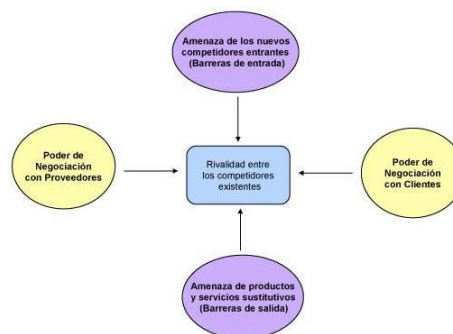 Amenaza de los nuevos
competidores entrantes
(Barreras de entrada)
Poder de
Negociación
con Proveedores
Rivalidad entre
los competidores
existentes
Poder de
Negociación
con Clientes
Amenaza de productos
y servicios sustitutivos
(Barreras de salida)